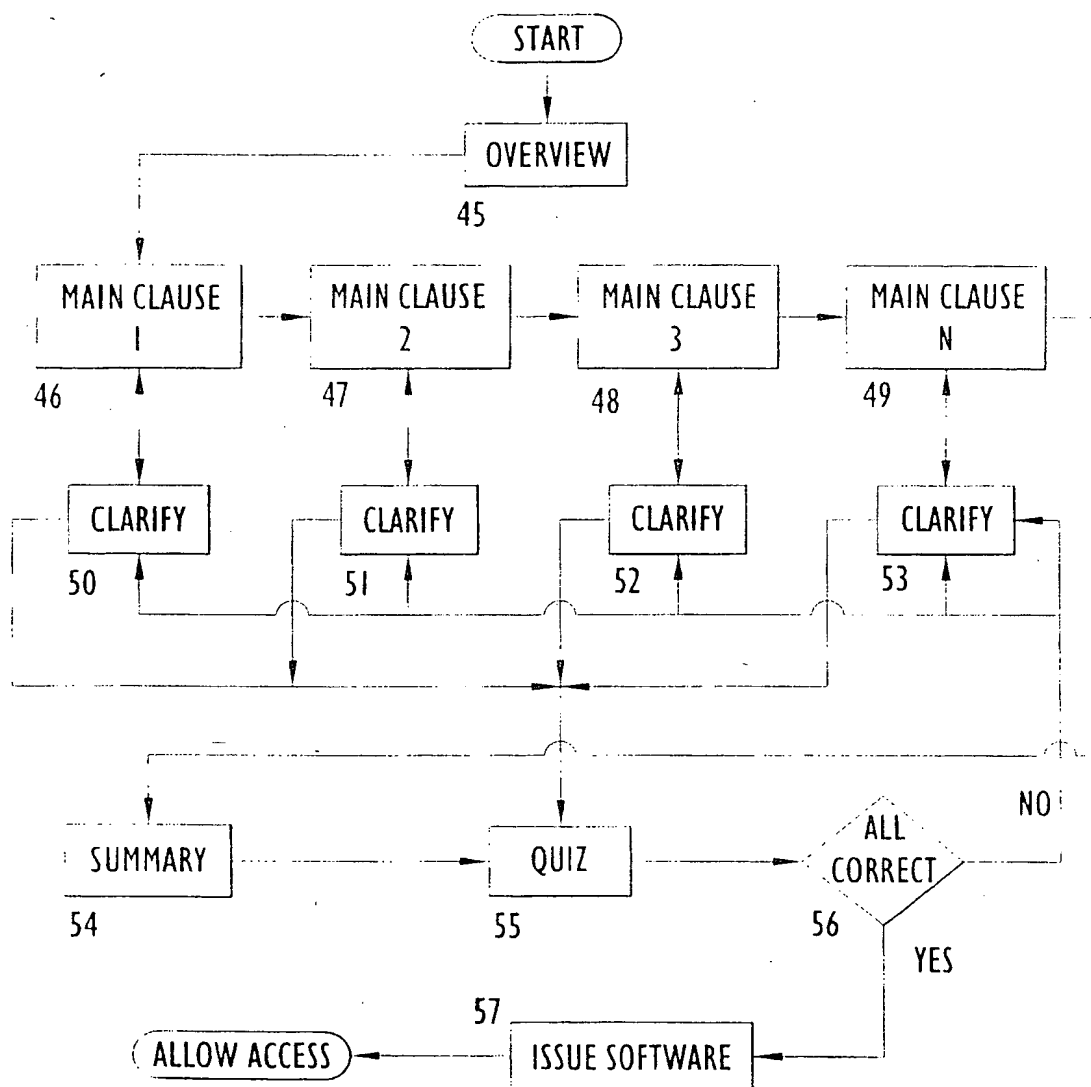 START
OVERVIEW
45
MAIN CLAUSE
1
MAIN CLAUSE
2
MAIN CLAUSE
3
MAIN CLAUSE
N
46
47
48
49
CLARIFY
CLARIFY
CLARIFY
CLARIFY
50
51
52
53
NO
SUMMARY
QUIZ
ALL
CORRECT
54
55
56
YES
57
ALLOW ACCESS
ISSUE SOFTWARE